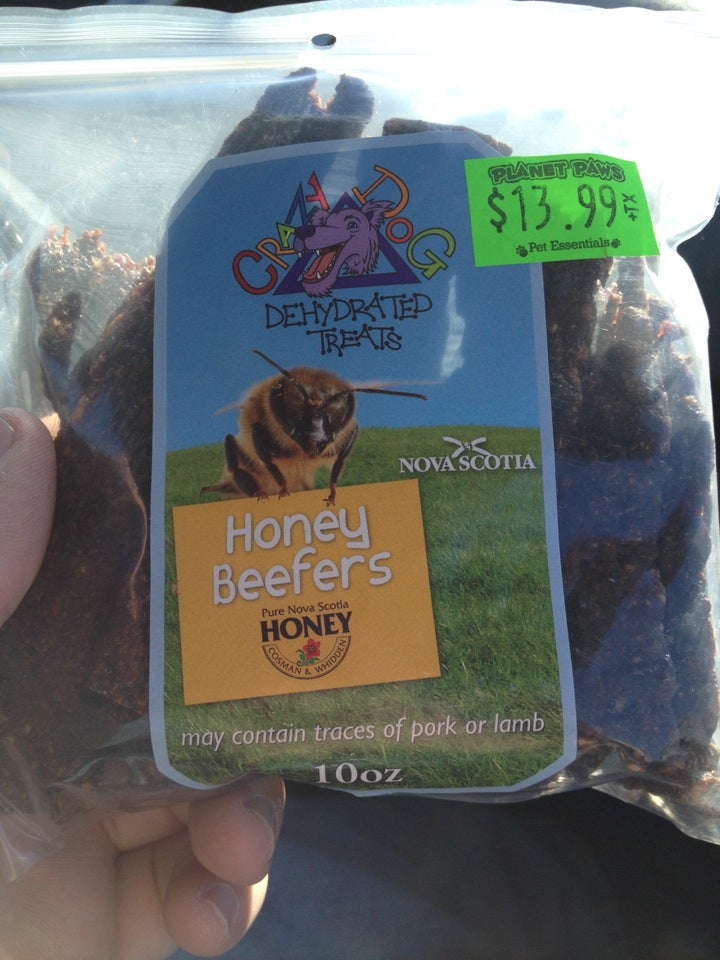 PLANET PAWS
$13.99 +TX
Pet Essentials
CRAZY DOG
DEHYDRATED
TREATS
NOVA SCOTIA
Honey
Beefers
Pure Nova Scotia
HONEY
COSMAN & WHIDDEN
may contain traces of pork or lamb
10oz